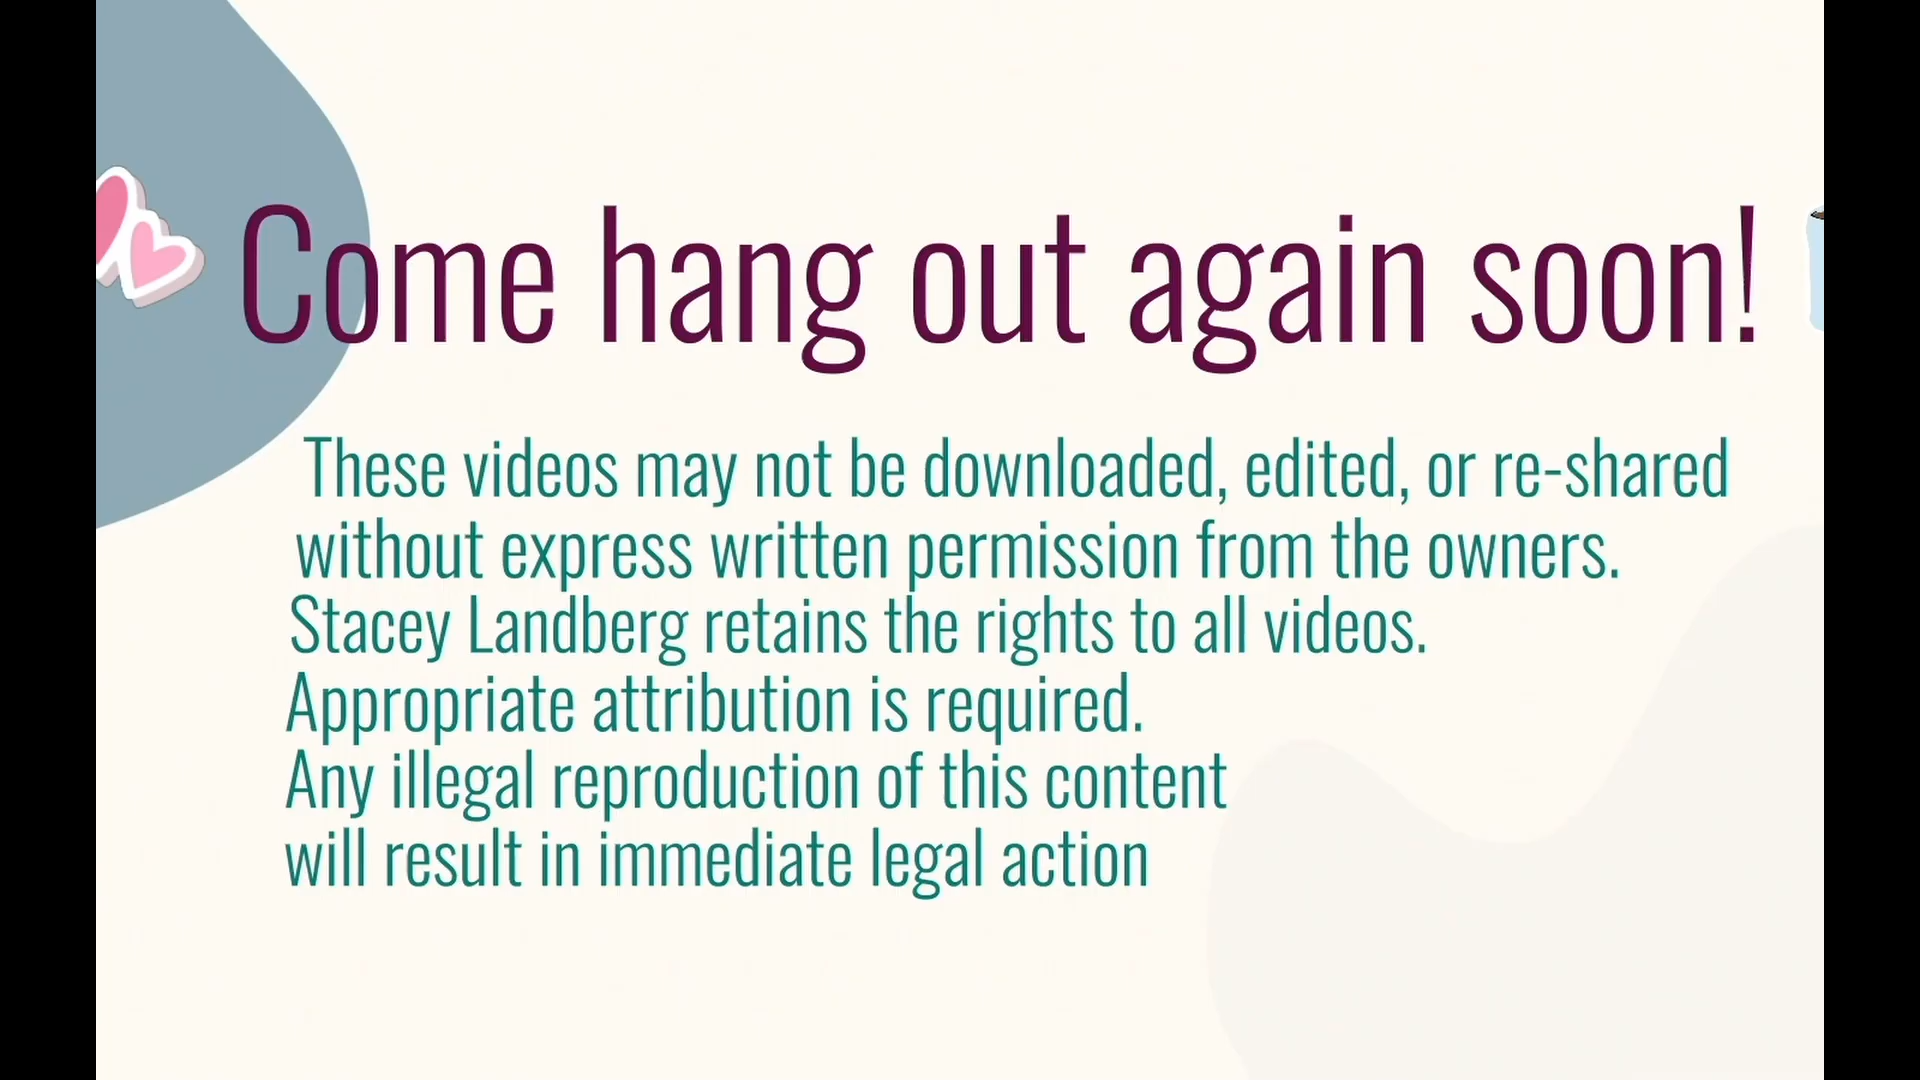 Come hang out again soon!
These videos may not be downloaded, edited, or re-shared
without express written permission from the owners.
Stacey Landberg retains the rights to all videos.
Appropriate attribution is required.
Any illegal reproduction of this content
will result in immediate legal action